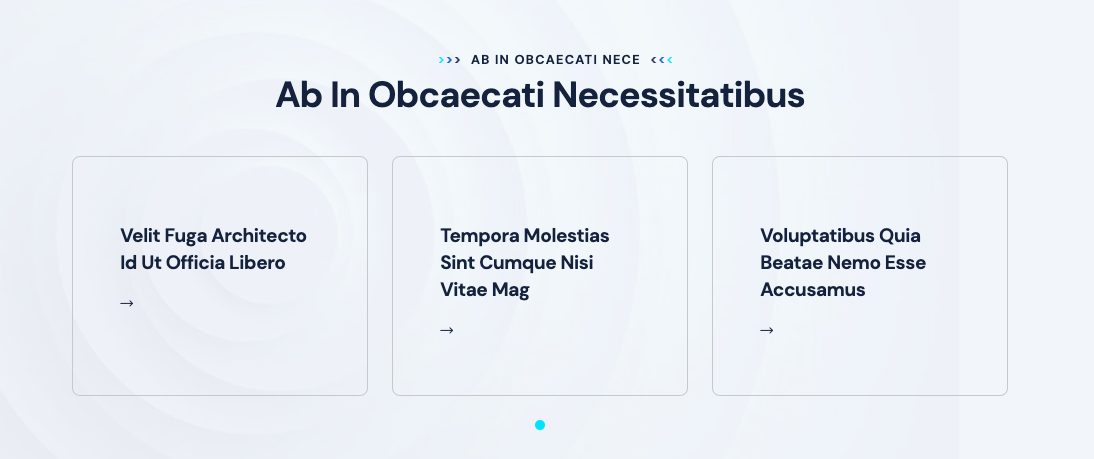 ››› AB IN OBCAECATI NECE ‹‹‹
Ab In Obcaecati Necessitatibus
Velit Fuga Architecto
Id Ut Officia Libero
→
Tempora Molestias
Sint Cumque Nisi
Vitae Mag
→
Voluptatibus Quia
Beatae Nemo Esse
Accusamus
→